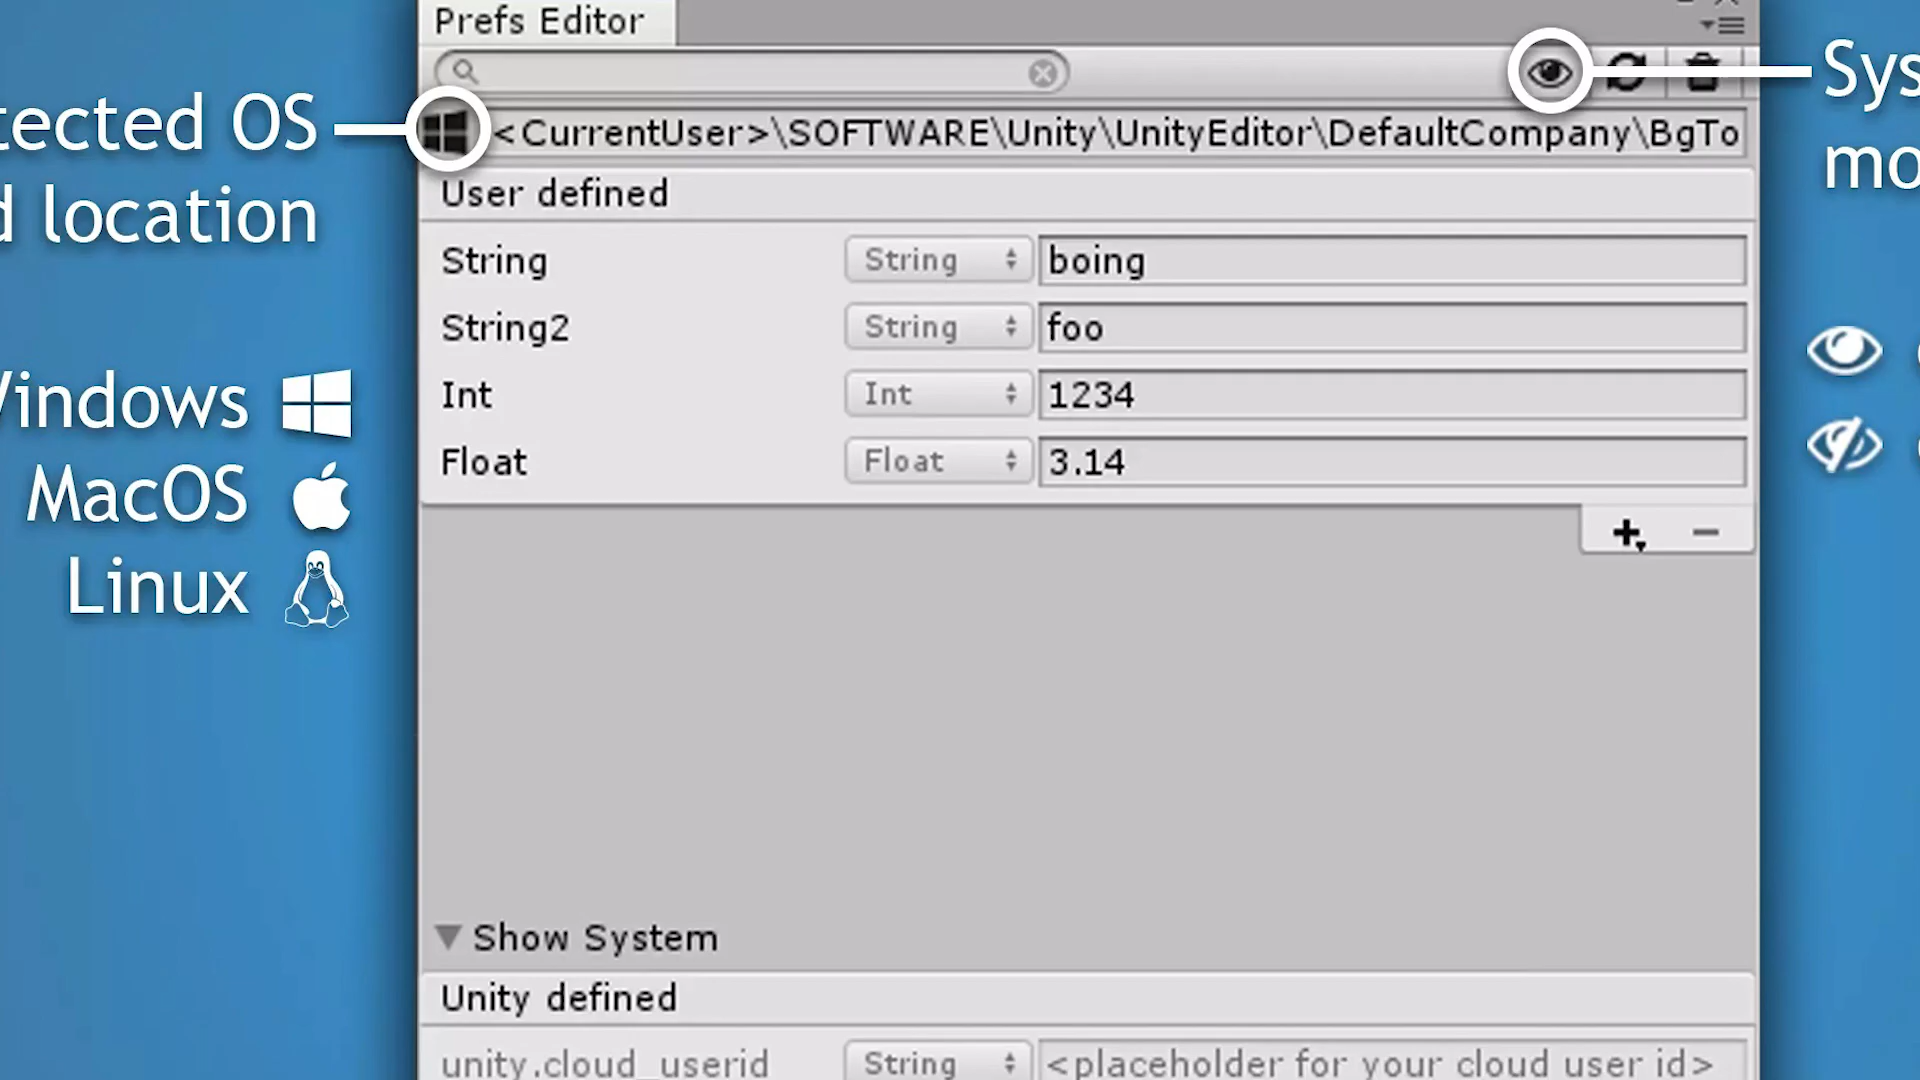 Prefs Editor
tected OS
d location
<CurrentUser>\SOFTWARE\Unity\UnityEditor\DefaultCompany\BgTo
Sys
mo
User defined
String String boing
String2 String foo
Int Int 1234
Float Float 3.14
indows
MacOS
Linux
Show System
Unity defined
unity.cloud_userid String <placeholder for your cloud user id>